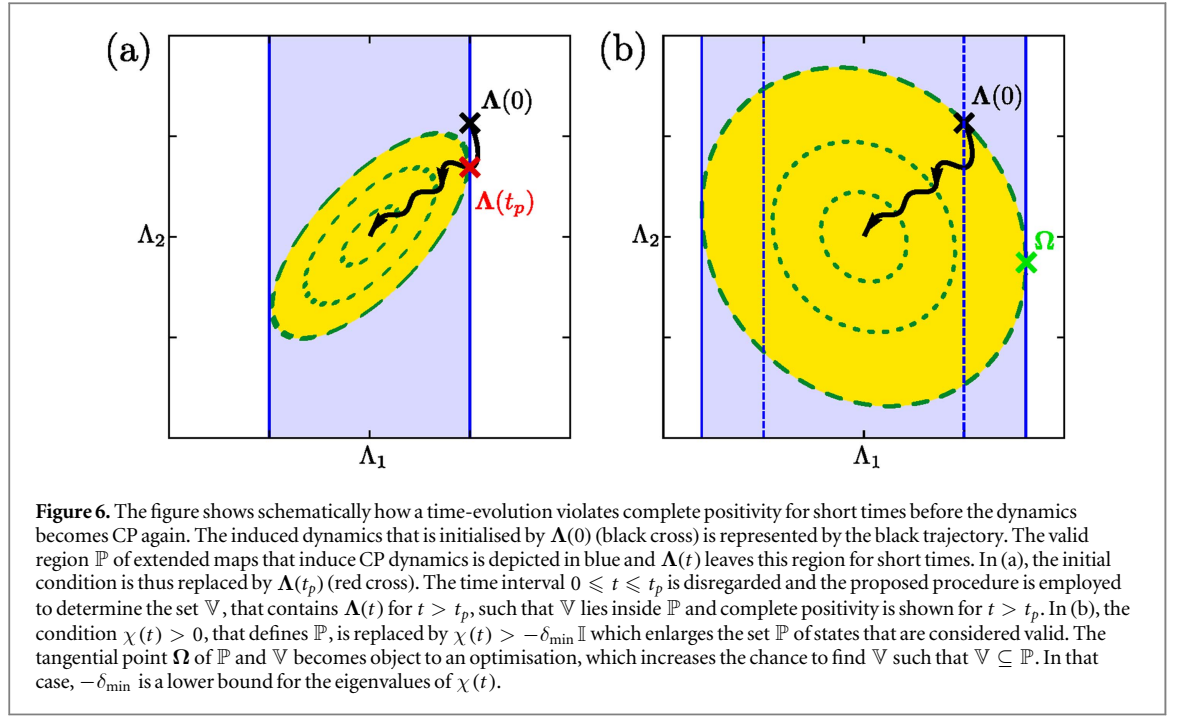 (a)
(b)
Λ(0)
Λ(t_p)
Λ₂
Λ₁
Λ(0)
Ω
Λ₂
Λ₁
Figure 6. The figure shows schematically how a time-evolution violates complete positivity for short times before the dynamics
becomes CP again. The induced dynamics that is initialised by Λ(0) (black cross) is represented by the black trajectory. The valid
region ℙ of extended maps that induce CP dynamics is depicted in blue and Λ(t) leaves this region for short times. In (a), the initial
condition is thus replaced by Λ(t_p) (red cross). The time interval 0 ⩽ t ⩽ t_p is disregarded and the proposed procedure is employed
to determine the set 𝕍, that contains Λ(t) for t > t_p, such that 𝕍 lies inside ℙ and complete positivity is shown for t > t_p. In (b), the
condition χ(t) > 0, that defines ℙ, is replaced by χ(t) > −δ_min 𝕀 which enlarges the set ℙ of states that are considered valid. The
tangential point Ω of ℙ and 𝕍 becomes object to an optimisation, which increases the chance to find 𝕍 such that 𝕍 ⊆ ℙ. In that
case, −δ_min is a lower bound for the eigenvalues of χ(t).